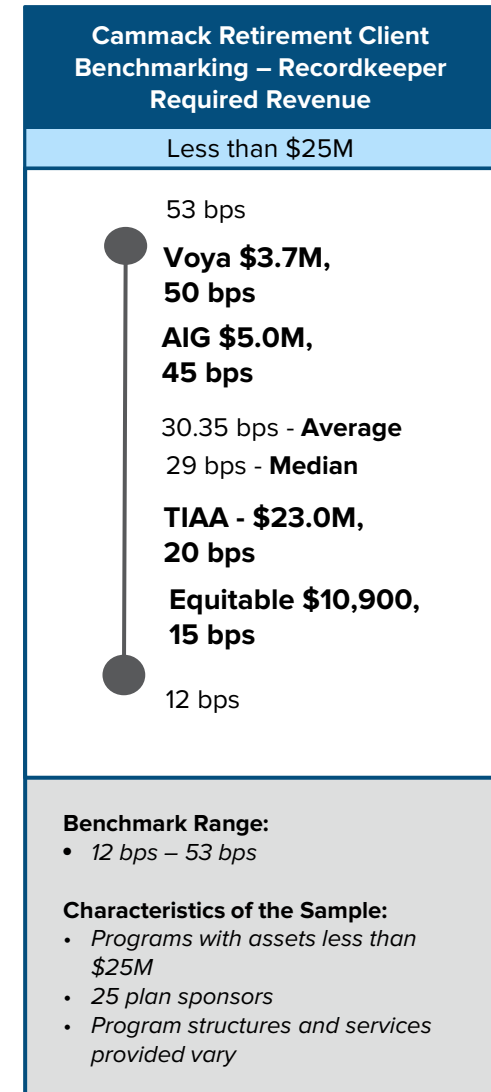 Cammack Retirement Client
Benchmarking – Recordkeeper
Required Revenue
Less than $25M
53 bps
Voya $3.7M,
50 bps
AIG $5.0M,
45 bps
30.35 bps - Average
29 bps - Median
TIAA - $23.0M,
20 bps
Equitable $10,900,
15 bps
12 bps
Benchmark Range:
• 12 bps – 53 bps
Characteristics of the Sample:
• Programs with assets less than
$25M
• 25 plan sponsors
• Program structures and services
provided vary